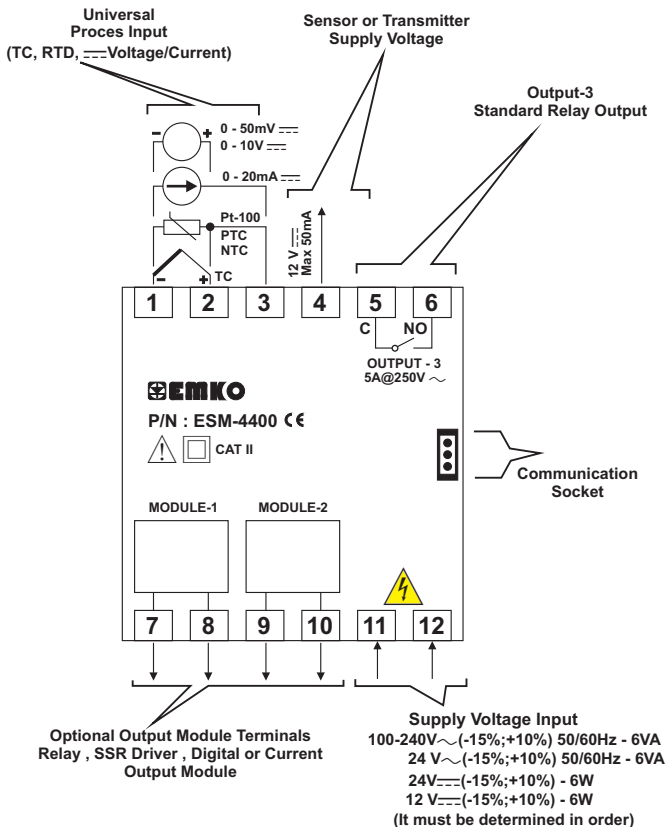 Universal
Proces Input
(TC, RTD, ⎓Voltage/Current)
Sensor or Transmitter
Supply Voltage
Output-3
Standard Relay Output
- + 0 - 50mV ⎓
0 - 10V ⎓
0 - 20mA ⎓
Pt-100
PTC
NTC
- + TC
12 V ⎓
Max 50mA
1 2 3 4 5 6
C NO
OUTPUT - 3
5A@250V ~
EMKO
P/N : ESM-4400 CE
CAT II
Communication
Socket
MODULE-1 MODULE-2
7 8 9 10 11 12
Optional Output Module Terminals
Relay , SSR Driver , Digital or Current
Output Module
Supply Voltage Input
100-240V~(-15%;+10%) 50/60Hz - 6VA
24 V~(-15%;+10%) 50/60Hz - 6VA
24V⎓(-15%;+10%) - 6W
12 V⎓(-15%;+10%) - 6W
(It must be determined in order)